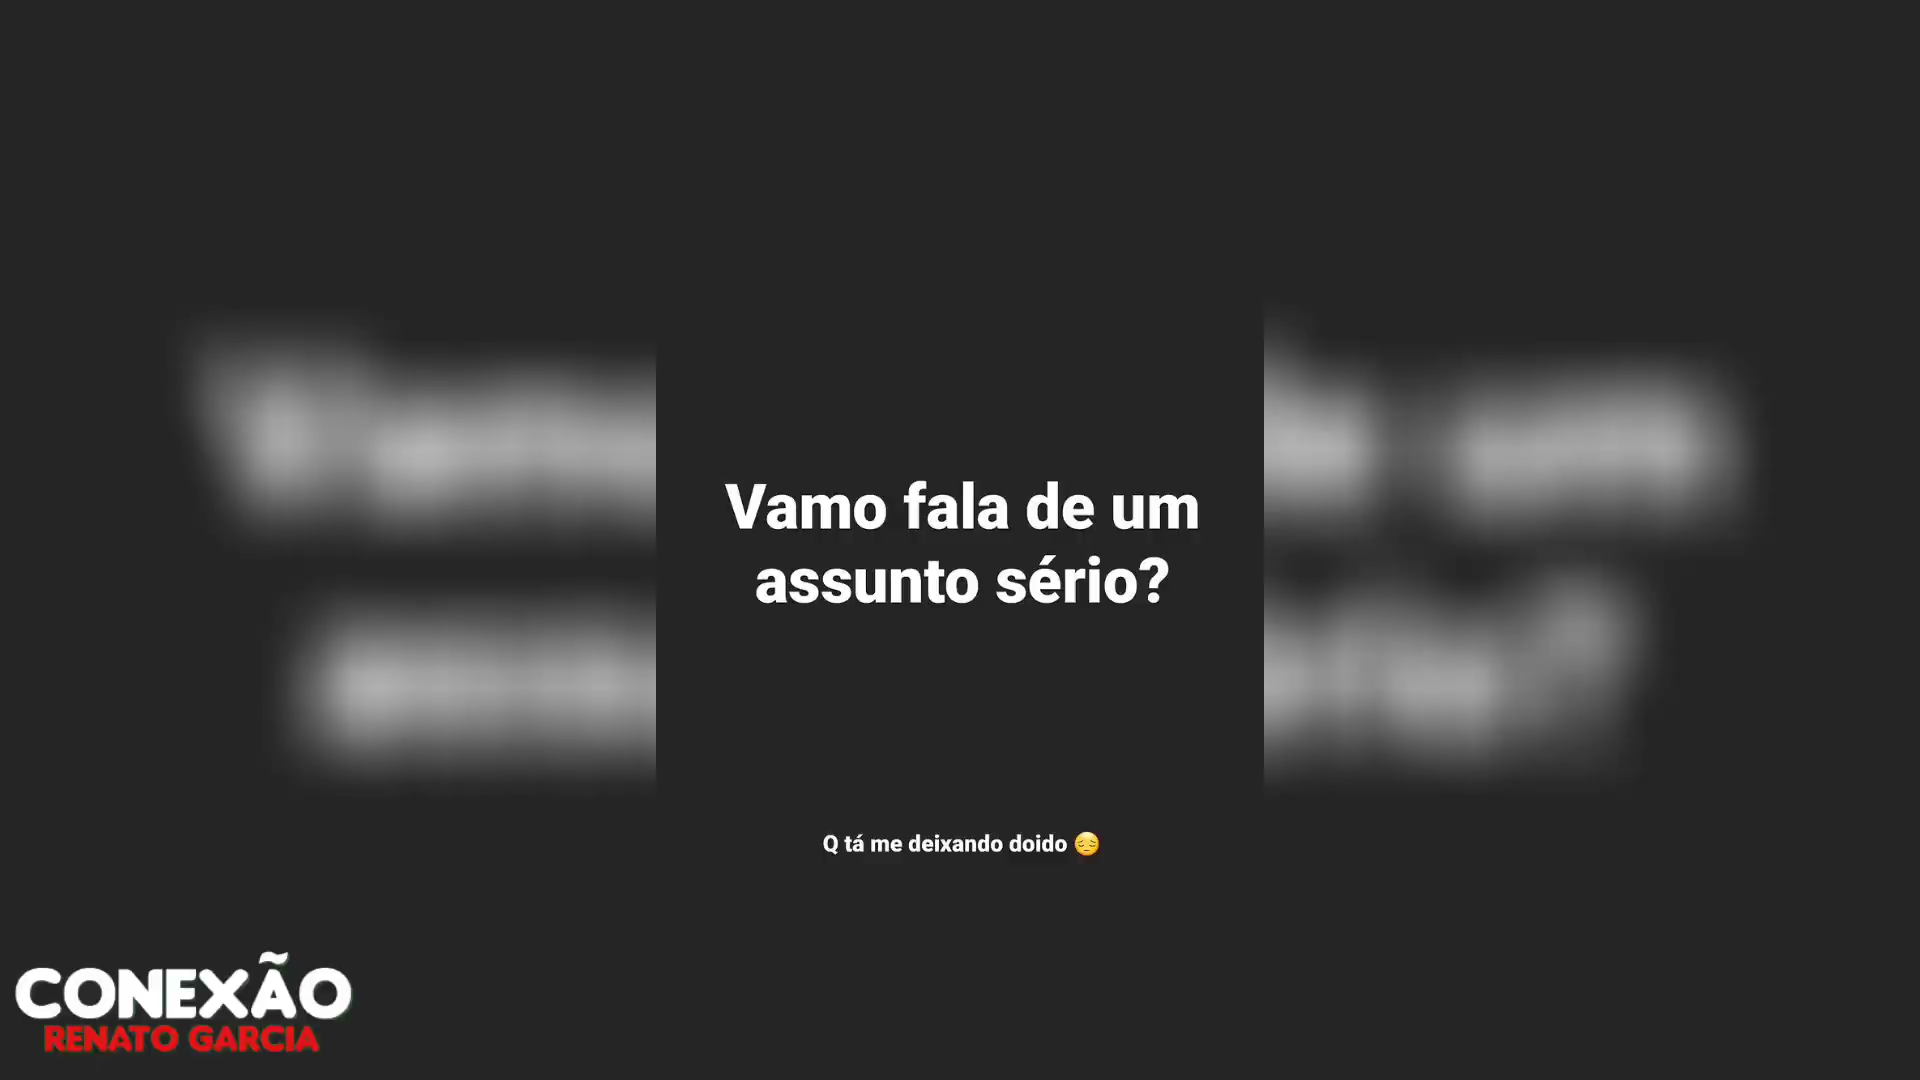 Vamo fala de um
assunto sério?
Q tá me deixando doido 😔
CONEXÃO
RENATO GARCIA